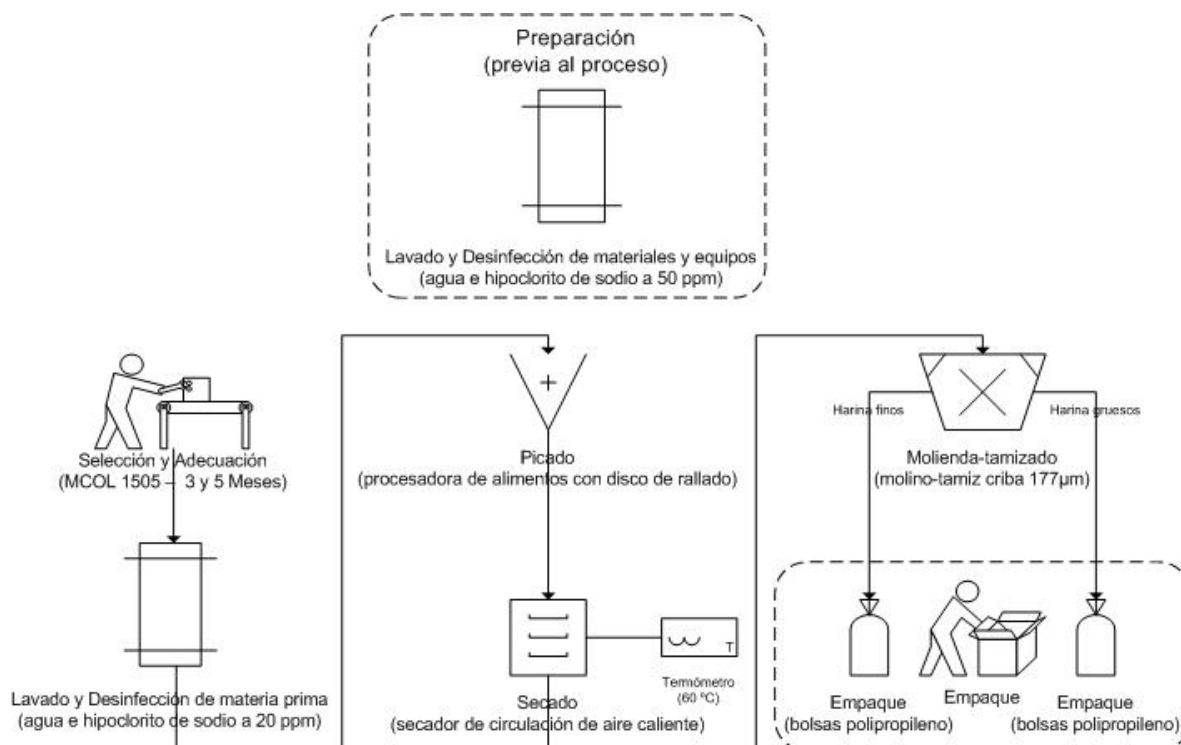 Preparación
(previa al proceso)
Lavado y Desinfección de materiales y equipos
(agua e hipoclorito de sodio a 50 ppm)
Selección y Adecuación
(MCOL 1505 – 3 y 5 Meses)
Lavado y Desinfección de materia prima
(agua e hipoclorito de sodio a 20 ppm)
Picado
(procesadora de alimentos con disco de rallado)
T
Termómetro
(60 ºC)
Secado
(secador de circulación de aire caliente)
Harina finos
Harina gruesos
Molienda-tamizado
(molino-tamiz criba 177µm)
Empaque
(bolsas polipropileno)
Empaque
Empaque
(bolsas polipropileno)